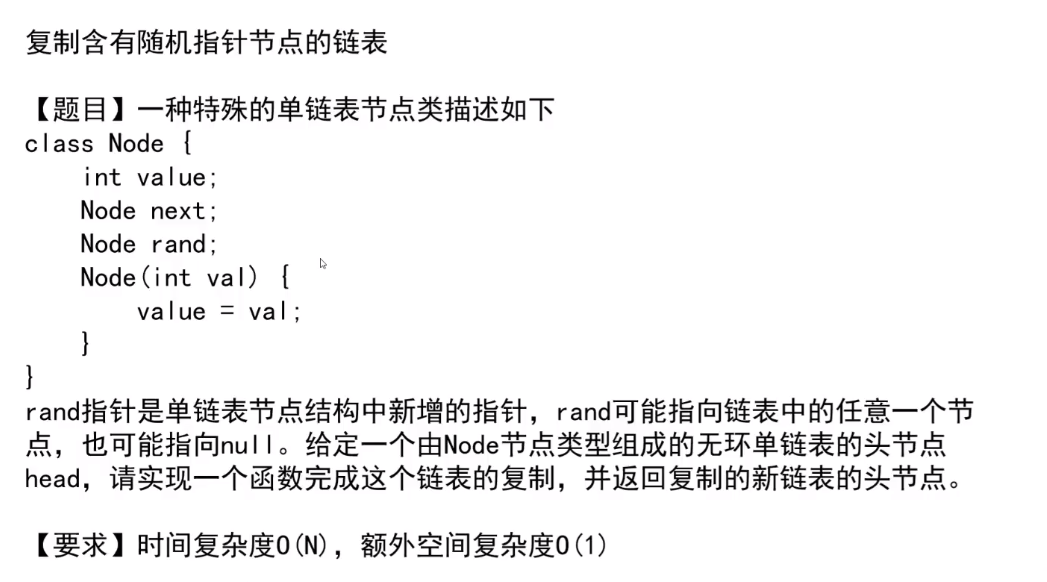 复制含有随机指针节点的链表
【题目】一种特殊的单链表节点类描述如下
class Node {
int value;
Node next;
Node rand;
Node(int val) {
value = val;
}
}
rand指针是单链表节点结构中新增的指针，rand可能指向链表中的任意一个节
点，也可能指向null。给定一个由Node节点类型组成的无环单链表的头节点
head，请实现一个函数完成这个链表的复制，并返回复制的新链表的头节点。
【要求】时间复杂度O(N)，额外空间复杂度O(1)